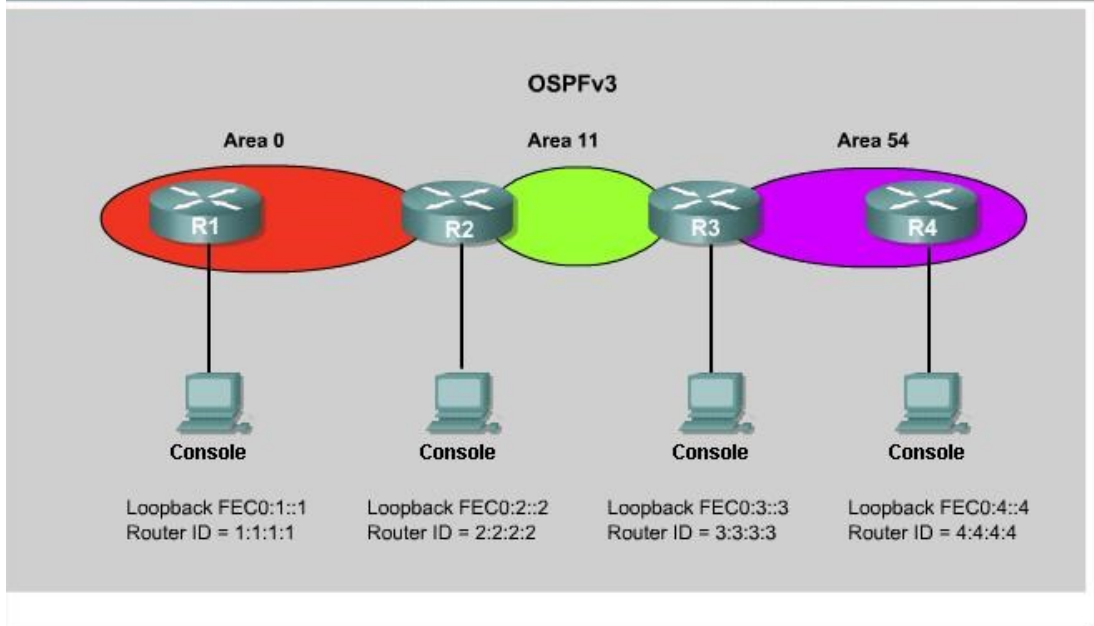 OSPFv3
Area 0
Area 11
Area 54
R1
R2
R3
R4
Console
Console
Console
Console
Loopback FEC0:1::1
Router ID = 1:1:1:1
Loopback FEC0:2::2
Router ID = 2:2:2:2
Loopback FEC0:3::3
Router ID = 3:3:3:3
Loopback FEC0:4::4
Router ID = 4:4:4:4